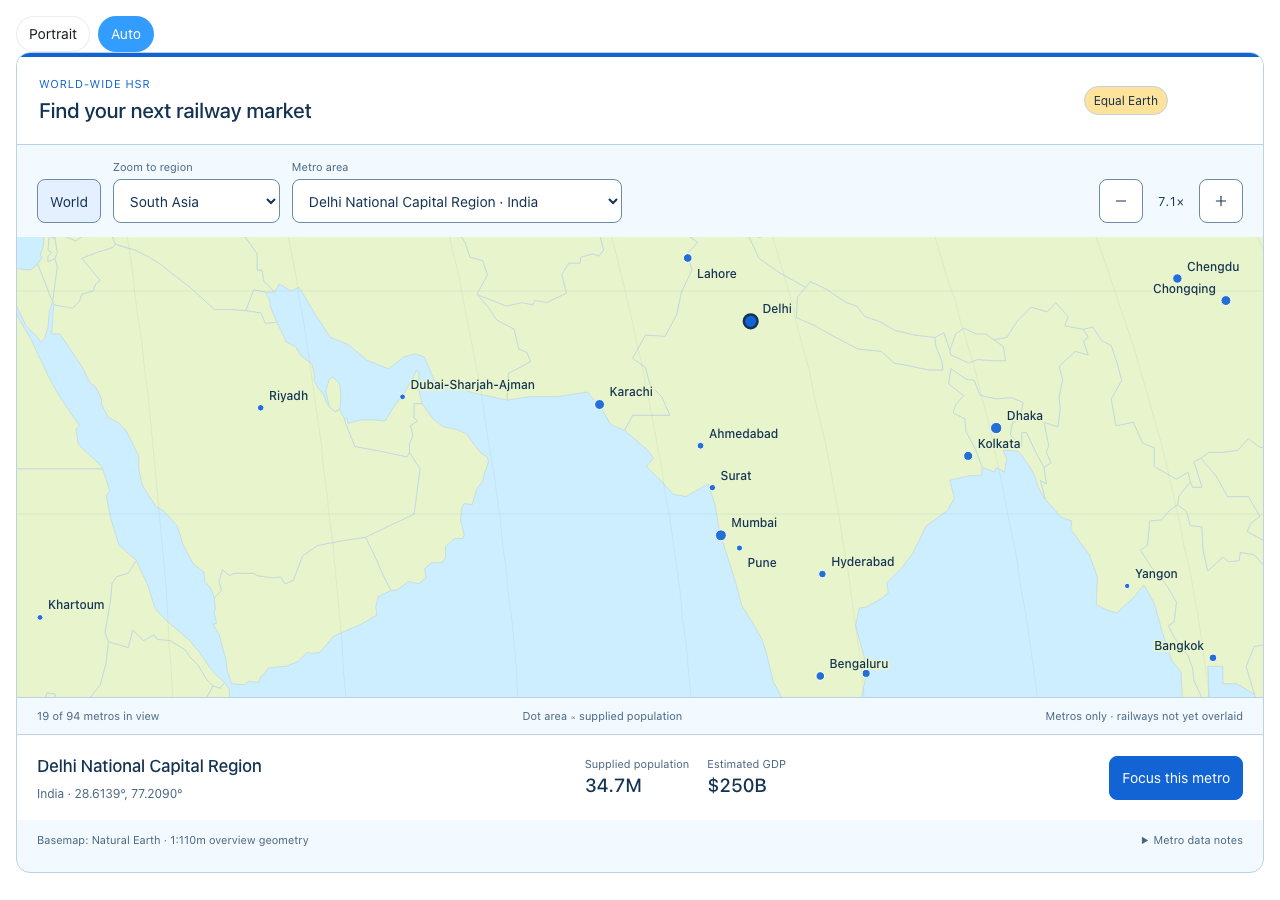 Portrait
Auto
WORLD-WIDE HSR
Find your next railway market
Equal Earth
Zoom to region
Metro area
World
South Asia
Delhi National Capital Region · India
−
7.1×
+
Lahore
Chengdu
Chongqing
Delhi
Dubai-Sharjah-Ajman
Riyadh
Karachi
Dhaka
Ahmedabad
Kolkata
Surat
Mumbai
Pune
Hyderabad
Yangon
Khartoum
Bangkok
Bengaluru
19 of 94 metros in view
Dot area ∝ supplied population
Metros only · railways not yet overlaid
Delhi National Capital Region
India · 28.6139°, 77.2090°
Supplied population
34.7M
Estimated GDP
$250B
Focus this metro
Basemap: Natural Earth · 1:110m overview geometry
▶ Metro data notes